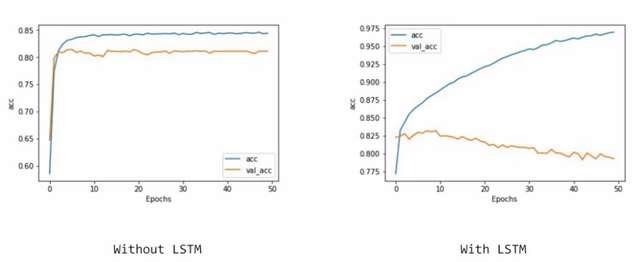 0.85
0.80
0.75
0.70
0.65
0.60
acc
acc
val_acc
0 10 20 30 40 50
Epochs
Without LSTM
0.975
0.950
0.925
0.900
0.875
0.850
0.825
0.800
0.775
acc
acc
val_acc
0 10 20 30 40 50
Epochs
With LSTM